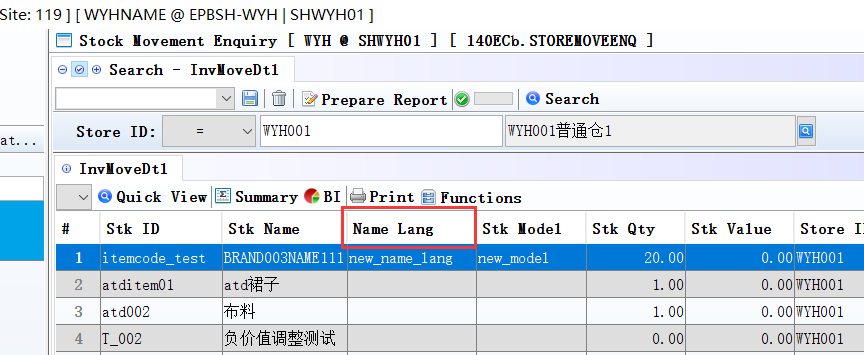 Site: 119 ] [ WYHNAME @ EPBSH-WYH | SHWYH01 ]
Stock Movement Enquiry [ WYH @ SHWYH01 ] [ 140ECb.STOREMOVEENQ ]
Search - InvMoveDtl
Prepare Report Search
at...
Store ID: = WYH001 WYH001普通仓1
InvMoveDtl
Quick View Summary BI Print Functions
# Stk ID Stk Name Name Lang Stk Model Stk Qty Stk Value Store I
1 itemcode_test BRAND003NAME111 new_name_lang new_model 20.00 0.00 WYH001
2 atditem01 atd裙子 1.00 0.00 WYH001
3 atd002 布料 1.00 0.00 WYH001
4 T_002 负价值调整测试 0.00 0.00 WYH001